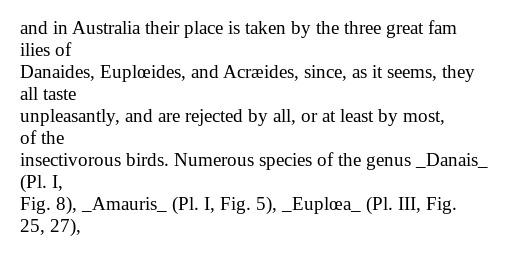 and in Australia their place is taken by the three great fam
ilies of
Danaides, Euplœides, and Acræides, since, as it seems, they
all taste
unpleasantly, and are rejected by all, or at least by most,
of the
insectivorous birds. Numerous species of the genus _Danais_
(Pl. I,
Fig. 8), _Amauris_ (Pl. I, Fig. 5), _Euplœa_ (Pl. III, Fig.
25, 27),